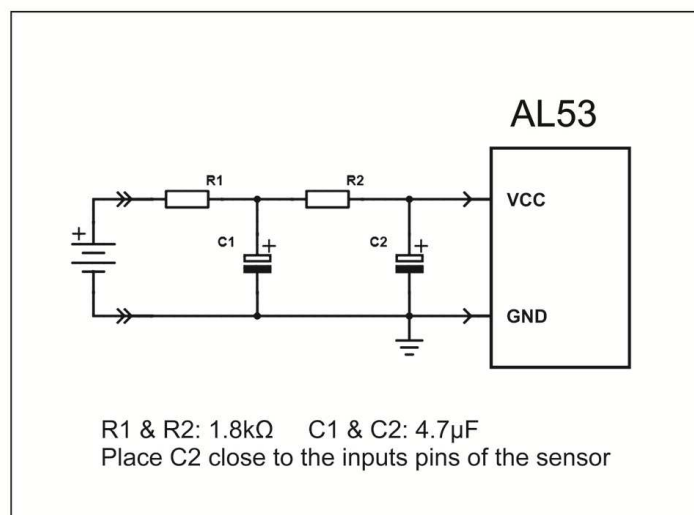 AL53
R1
R2
VCC
+
C1
+
C2
+
GND
R1 & R2: 1.8kΩ C1 & C2: 4.7µF
Place C2 close to the inputs pins of the sensor